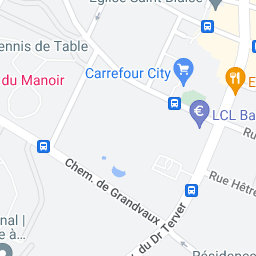 Église Saint Blaise
ennis de Table
du Manoir
Carrefour City
E
LCL Ba
Rue Hêtre
Chem. de Grandvaux
. du Dr Terver
nal |
e à...
Résidence